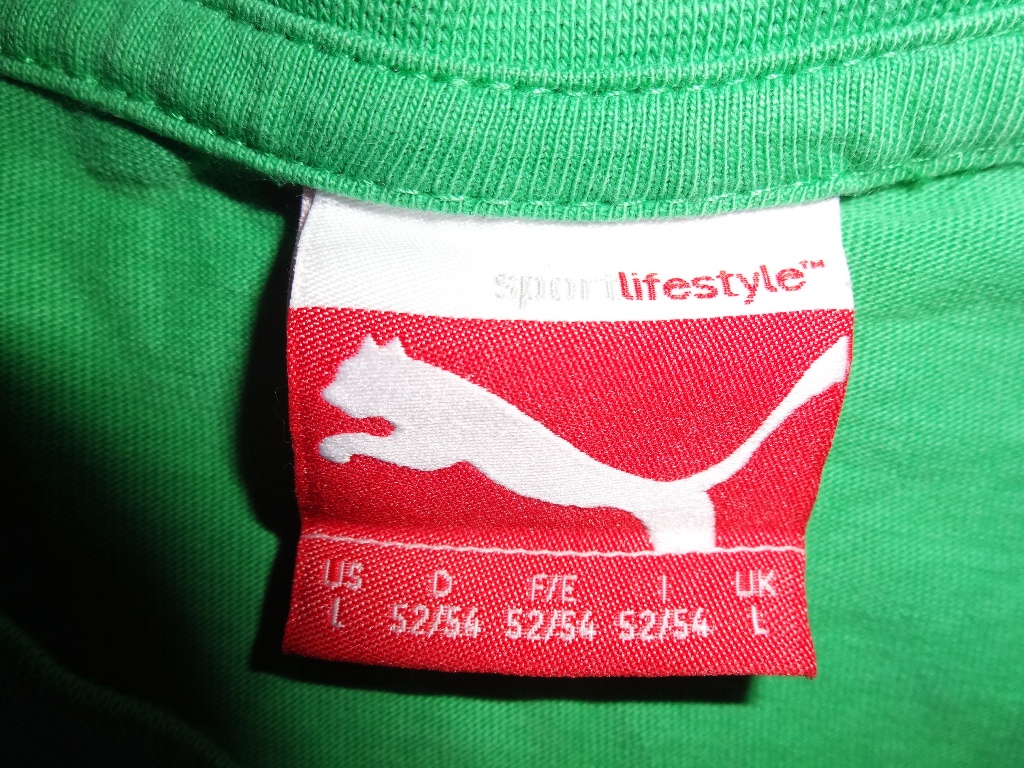 sportlifestyle™
US D F/E I UK
L 52/54 52/54 52/54 L